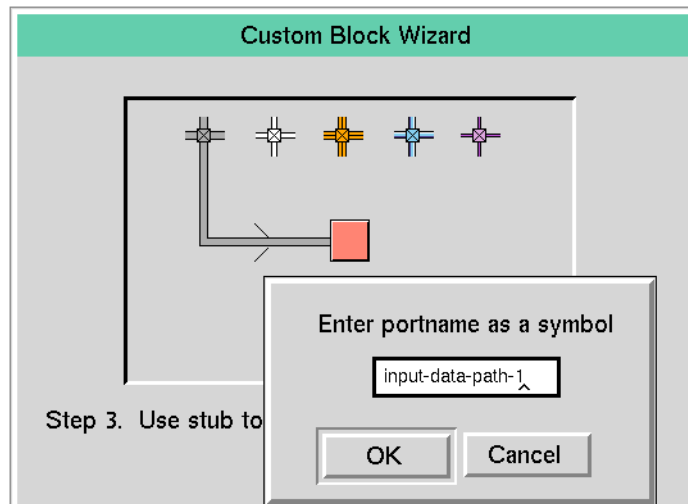 Custom Block Wizard
Enter portname as a symbol
input-data-path-1
Step 3. Use stub to
OK
Cancel